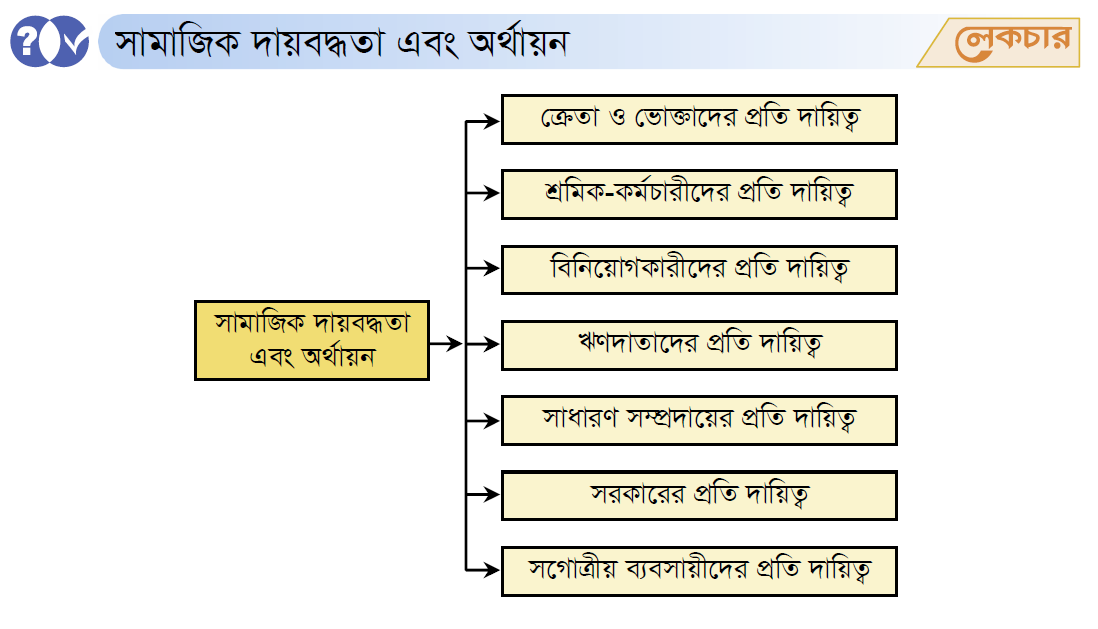 সামাজিক দায়বদ্ধতা এবং অর্থায়ন
লেকচার
ক্রেতা ও ভোক্তাদের প্রতি দায়িত্ব
শ্রমিক-কর্মচারীদের প্রতি দায়িত্ব
বিনিয়োগকারীদের প্রতি দায়িত্ব
সামাজিক দায়বদ্ধতা
এবং অর্থায়ন
ঋণদাতাদের প্রতি দায়িত্ব
সাধারণ সম্প্রদায়ের প্রতি দায়িত্ব
সরকারের প্রতি দায়িত্ব
সগোত্রীয় ব্যবসায়ীদের প্রতি দায়িত্ব